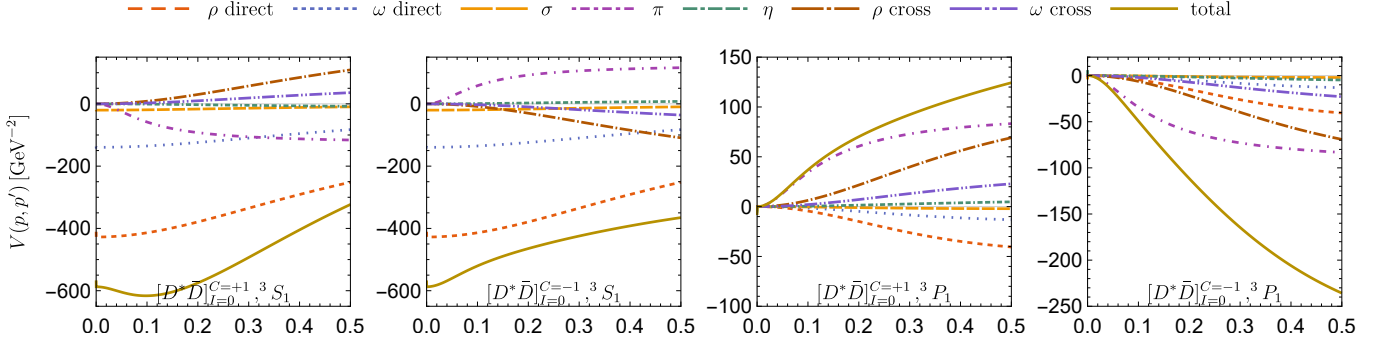 ρ direct ω direct σ π η ρ cross ω cross total
V(p, p′) [GeV⁻²]
0
−200
−400
−600
[D*D̄]^{C=+1}_{I=0}, ³S₁
0.0 0.1 0.2 0.3 0.4 0.5
0
−200
−400
−600
[D*D̄]^{C=−1}_{I=0}, ³S₁
0.0 0.1 0.2 0.3 0.4 0.5
150
100
50
0
−50
−100
[D*D̄]^{C=+1}_{I=0}, ³P₁
0.0 0.1 0.2 0.3 0.4 0.5
0
−50
−100
−150
−200
−250
[D*D̄]^{C=−1}_{I=0}, ³P₁
0.0 0.1 0.2 0.3 0.4 0.5